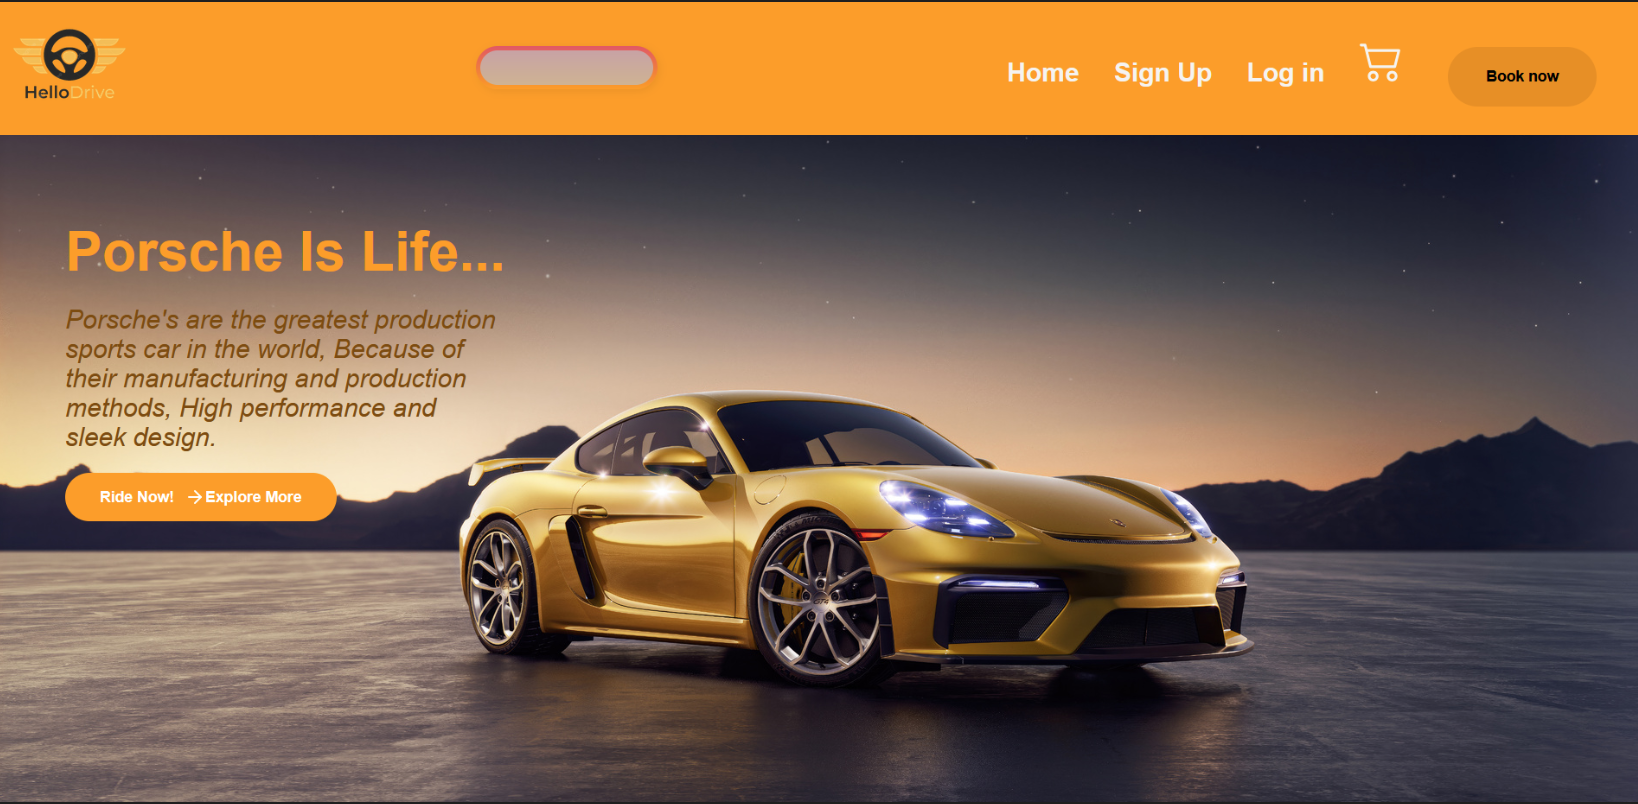 HelloDrive
Home Sign Up Log in Book now
Porsche Is Life...
Porsche's are the greatest production
sports car in the world, Because of
their manufacturing and production
methods, High performance and
sleek design.
Ride Now! →Explore More
GT4